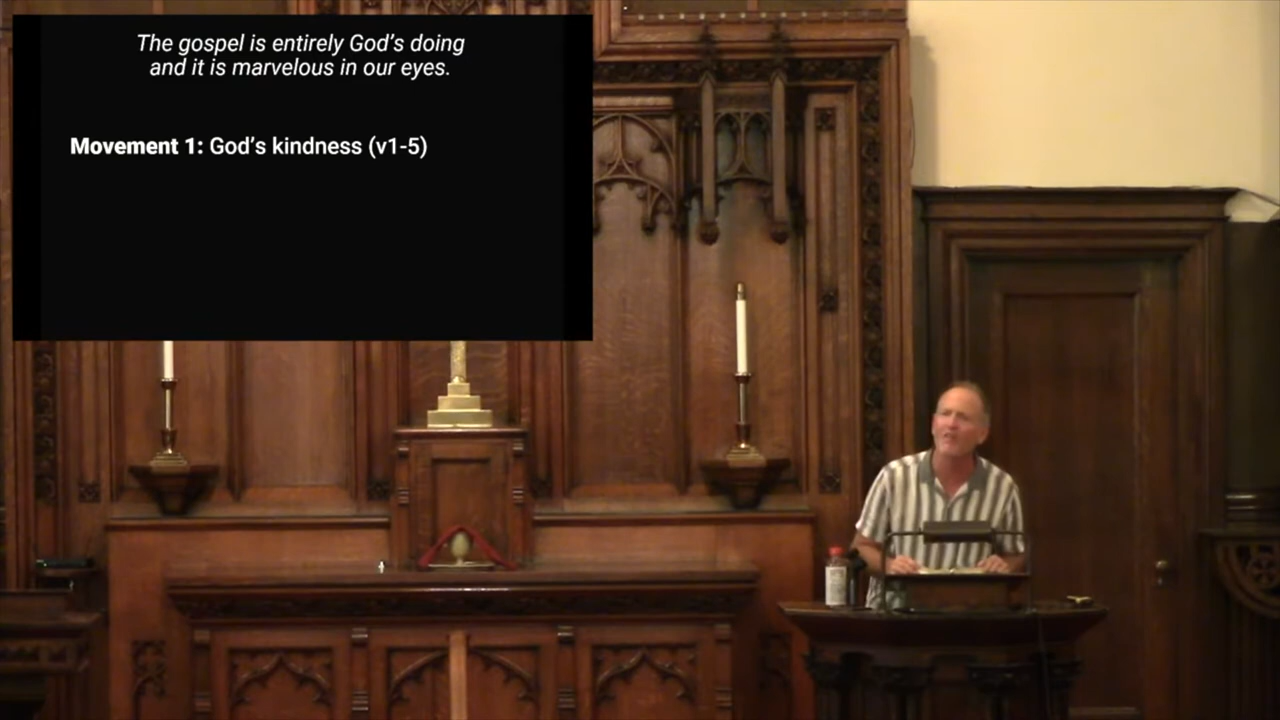 The gospel is entirely God's doing
and it is marvelous in our eyes.
Movement 1: God's kindness (v1-5)